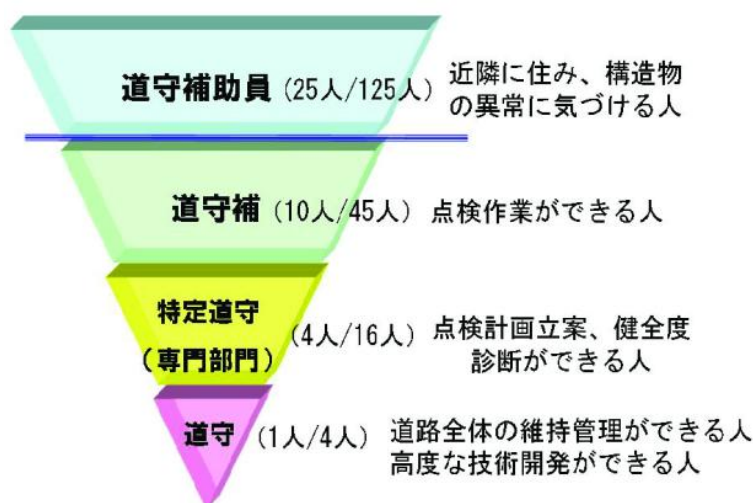 道守補助員 (25人/125人) 近隣に住み、構造物
の異常に気づける人
道守補 (10人/45人) 点検作業ができる人
特定道守
(専門部門)
(4人/16人) 点検計画立案、健全度
診断ができる人
道守 (1人/4人) 道路全体の維持管理ができる人
高度な技術開発ができる人